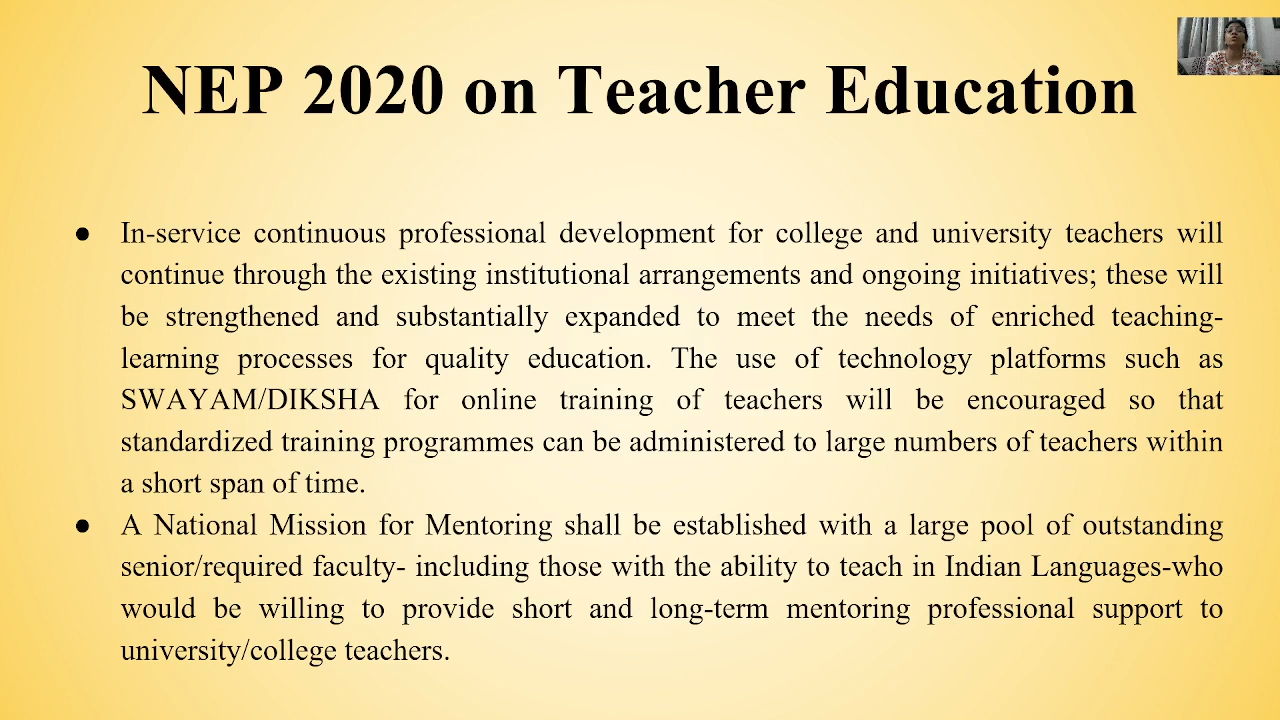 NEP 2020 on Teacher Education
● In-service continuous professional development for college and university teachers will
continue through the existing institutional arrangements and ongoing initiatives; these will
be strengthened and substantially expanded to meet the needs of enriched teaching-
learning processes for quality education. The use of technology platforms such as
SWAYAM/DIKSHA for online training of teachers will be encouraged so that
standardized training programmes can be administered to large numbers of teachers within
a short span of time.
● A National Mission for Mentoring shall be established with a large pool of outstanding
senior/required faculty- including those with the ability to teach in Indian Languages-who
would be willing to provide short and long-term mentoring professional support to
university/college teachers.